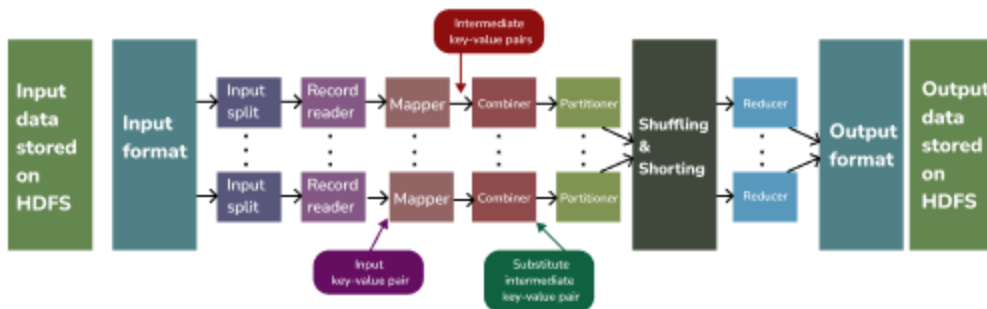 Intermediate
key-value pairs
Input
data
stored
on
HDFS
Input
format
Input
split
Record
reader
Mapper
Combiner
Partitioner
Input
split
Record
reader
Mapper
Combiner
Partitioner
Shuffling
&
Shorting
Reducer
Reducer
Output
format
Output
data
stored
on
HDFS
Input
key-value pair
Substitute
intermediate
key-value pair